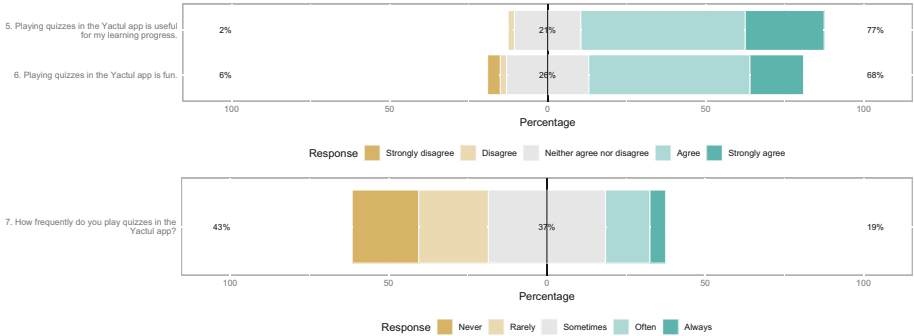 5. Playing quizzes in the Yactul app is useful
for my learning progress.
2%
21%
77%
6. Playing quizzes in the Yactul app is fun.
6%
26%
68%
100
50
0
50
100
Percentage
Response
Strongly disagree
Disagree
Neither agree nor disagree
Agree
Strongly agree
7. How frequently do you play quizzes in the
Yactul app?
43%
37%
19%
100
50
0
50
100
Percentage
Response
Never
Rarely
Sometimes
Often
Always